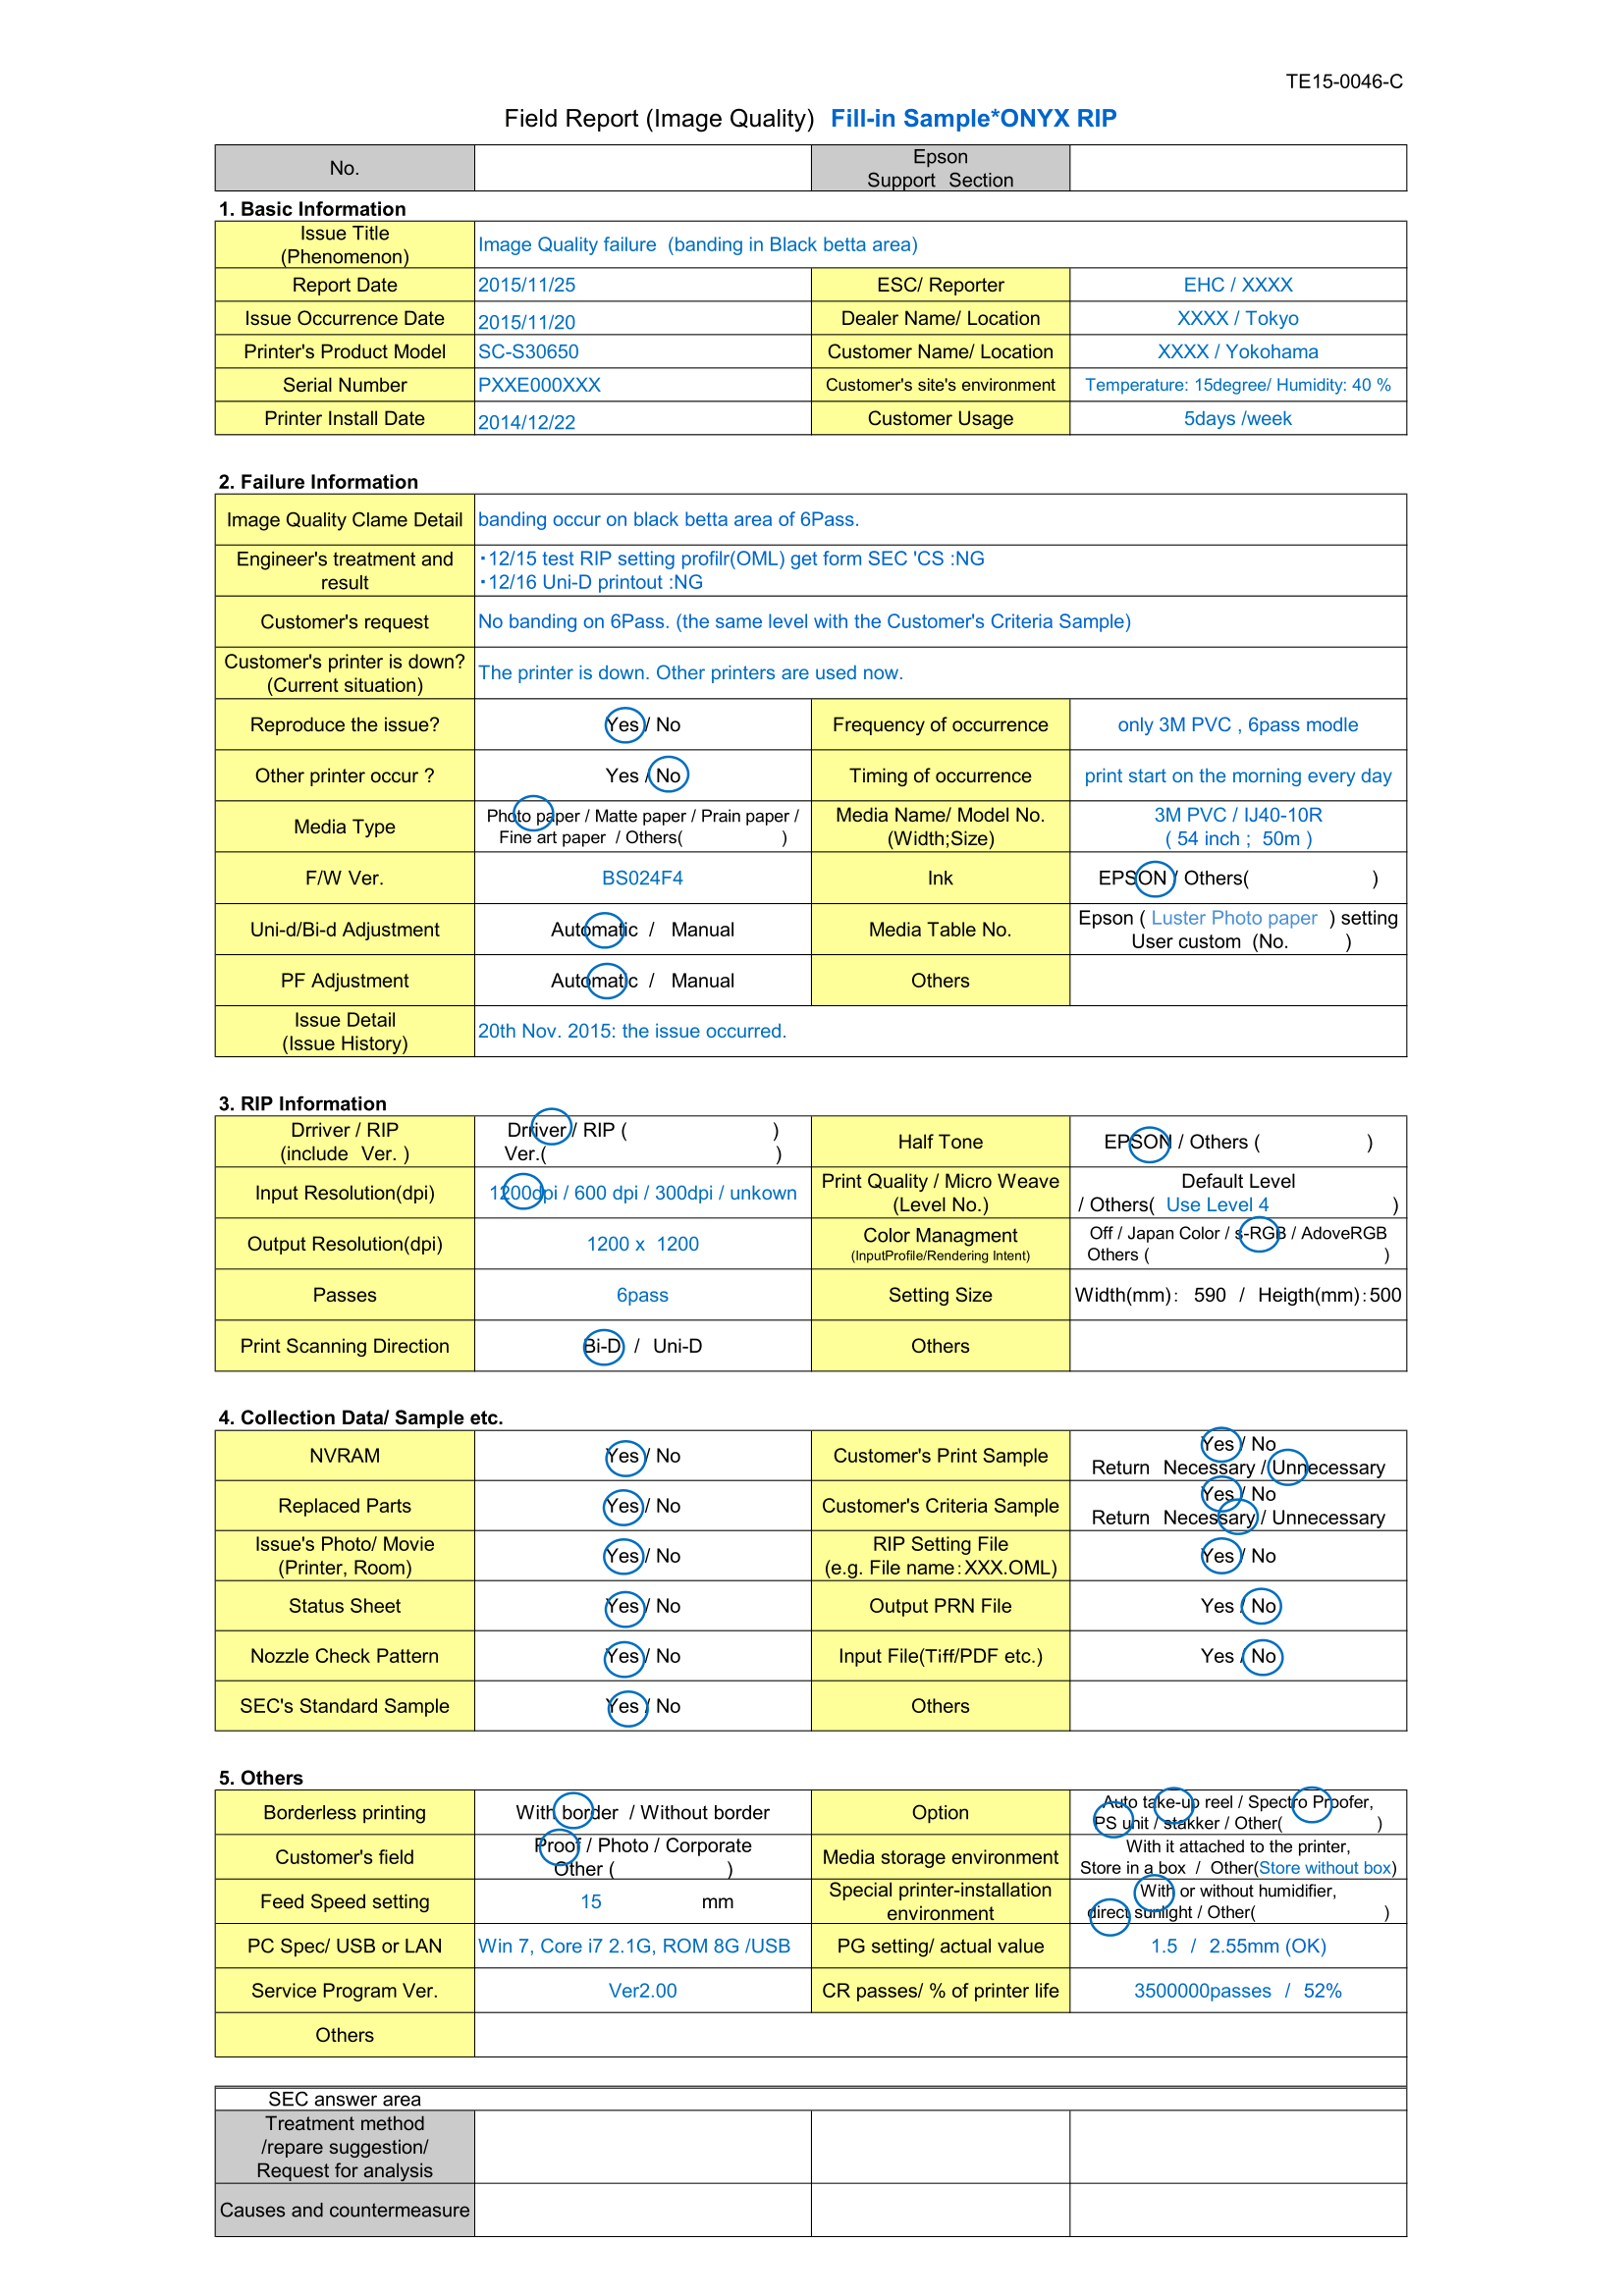 TE15-0046-C
Field Report (Image Quality) Fill-in Sample*ONYX RIP
No.
Epson
Support Section
1. Basic Information
Issue Title
(Phenomenon)
Image Quality failure (banding in Black betta area)
Report Date 2015/11/25 ESC/ Reporter EHC / XXXX
Issue Occurrence Date 2015/11/20 Dealer Name/ Location XXXX / Tokyo
Printer's Product Model SC-S30650 Customer Name/ Location XXXX / Yokohama
Serial Number PXXE000XXX Customer's site's environment Temperature: 15degree/ Humidity: 40 %
Printer Install Date 2014/12/22 Customer Usage 5days /week
2. Failure Information
Image Quality Clame Detail banding occur on black betta area of 6Pass.
Engineer's treatment and
result
・12/15 test RIP setting profilr(OML) get form SEC 'CS :NG
・12/16 Uni-D printout :NG
Customer's request No banding on 6Pass. (the same level with the Customer's Criteria Sample)
Customer's printer is down?
(Current situation)
The printer is down. Other printers are used now.
Reproduce the issue? Yes / No Frequency of occurrence only 3M PVC , 6pass modle
Other printer occur ? Yes / No Timing of occurrence print start on the morning every day
Media Type
Photo paper / Matte paper / Prain paper /
Fine art paper / Others( )
Media Name/ Model No.
(Width;Size)
3M PVC / IJ40-10R
( 54 inch ; 50m )
F/W Ver. BS024F4 Ink EPSON / Others( )
Uni-d/Bi-d Adjustment Automatic / Manual Media Table No.
Epson ( Luster Photo paper ) setting
User custom (No. )
PF Adjustment Automatic / Manual Others
Issue Detail
(Issue History)
20th Nov. 2015: the issue occurred.
3. RIP Information
Drriver / RIP
(include Ver. )
Drriver / RIP ( )
Ver.( )
Half Tone EPSON / Others ( )
Input Resolution(dpi) 1200dpi / 600 dpi / 300dpi / unkown
Print Quality / Micro Weave
(Level No.)
Default Level
/ Others( Use Level 4 )
Output Resolution(dpi) 1200 x 1200
Color Managment
(InputProfile/Rendering Intent)
Off / Japan Color / s-RGB / AdoveRGB
Others ( )
Passes 6pass Setting Size Width(mm): 590 / Heigth(mm):500
Print Scanning Direction Bi-D / Uni-D Others
4. Collection Data/ Sample etc.
NVRAM Yes / No Customer's Print Sample
Yes / No
Return Necessary / Unnecessary
Replaced Parts Yes / No Customer's Criteria Sample
Yes / No
Return Necessary / Unnecessary
Issue's Photo/ Movie
(Printer, Room)
Yes / No
RIP Setting File
(e.g. File name:XXX.OML)
Yes / No
Status Sheet Yes / No Output PRN File Yes / No
Nozzle Check Pattern Yes / No Input File(Tiff/PDF etc.) Yes / No
SEC's Standard Sample Yes / No Others
5. Others
Borderless printing With border / Without border Option
Auto take-up reel / Spectro Proofer,
PS unit / stakker / Other( )
Customer's field
Proof / Photo / Corporate
Other ( )
Media storage environment
With it attached to the printer,
Store in a box / Other(Store without box)
Feed Speed setting 15 mm
Special printer-installation
environment
With or without humidifier,
direct sunlight / Other( )
PC Spec/ USB or LAN Win 7, Core i7 2.1G, ROM 8G /USB PG setting/ actual value 1.5 / 2.55mm (OK)
Service Program Ver. Ver2.00 CR passes/ % of printer life 3500000passes / 52%
Others
SEC answer area
Treatment method
/repare suggestion/
Request for analysis
Causes and countermeasure